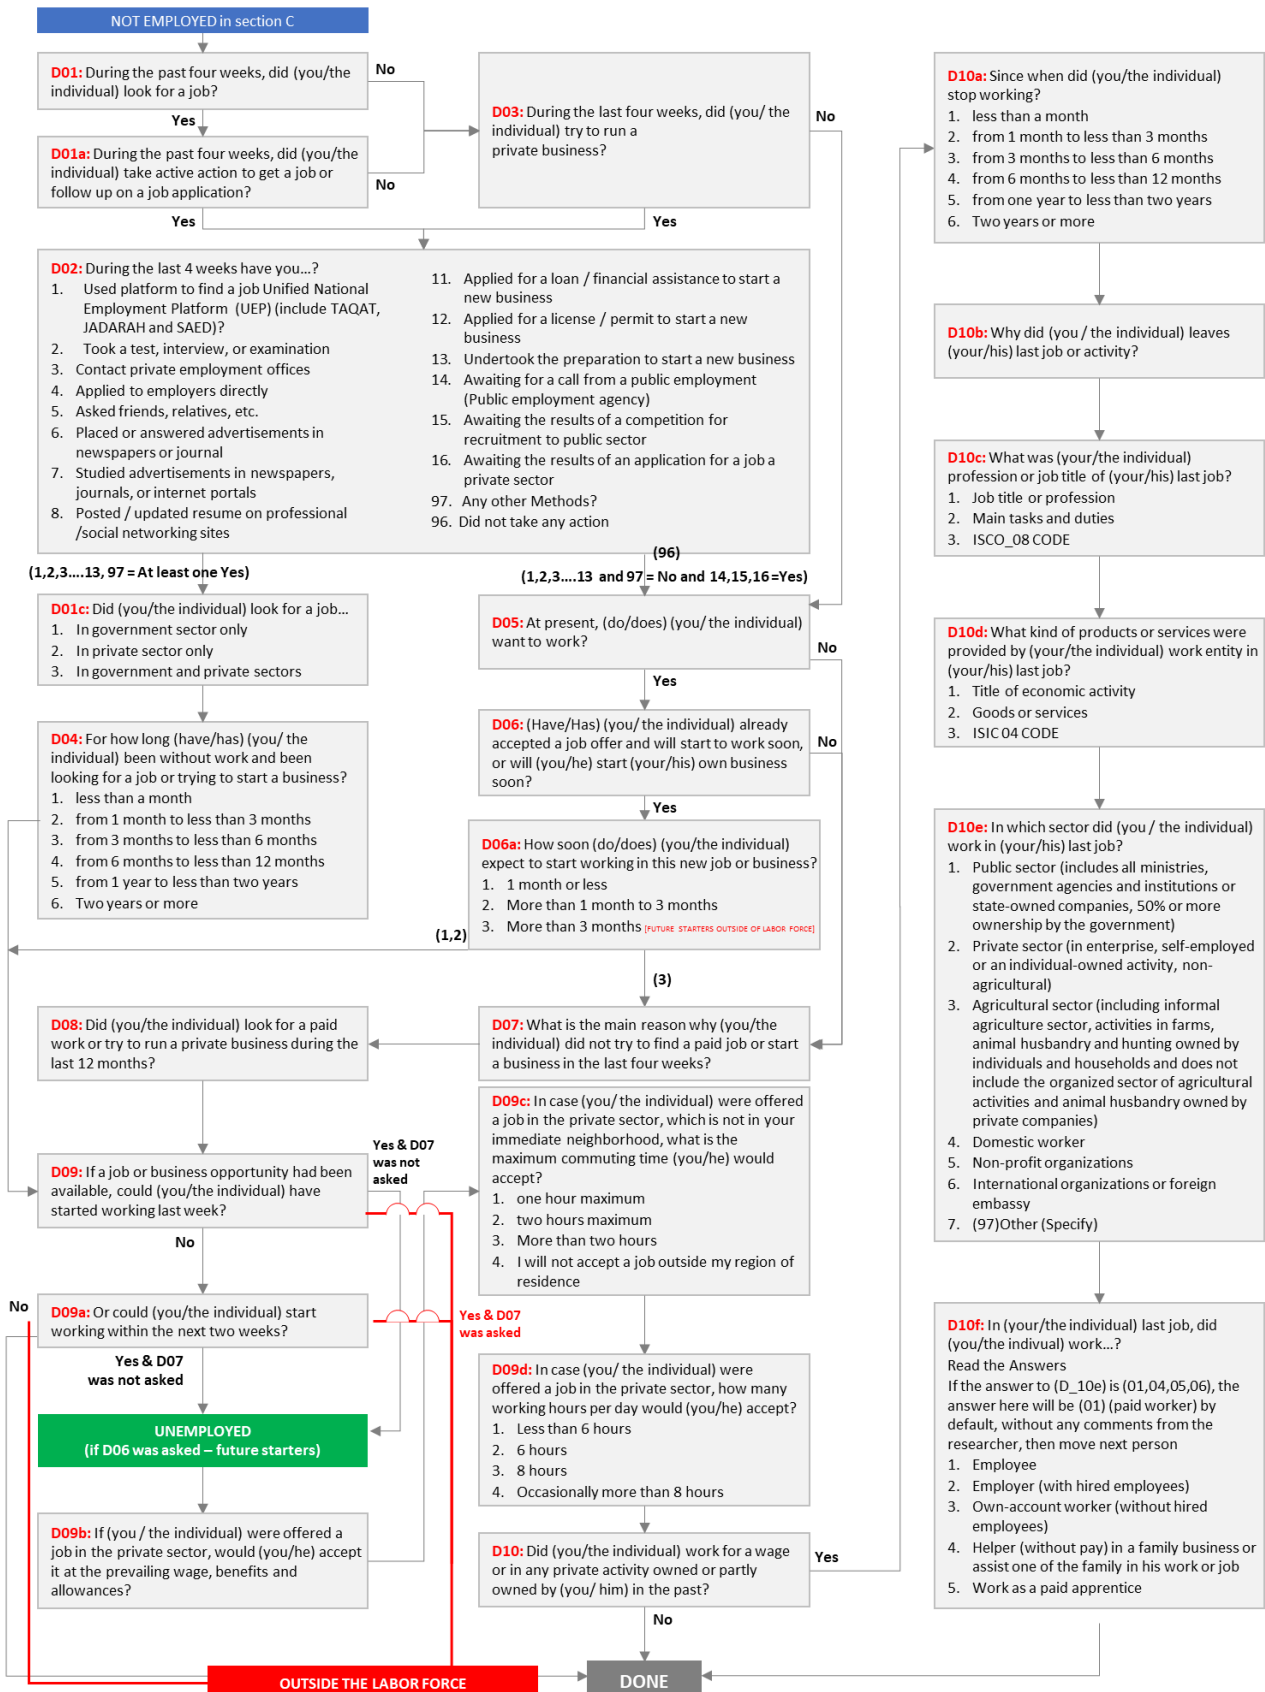 NOT EMPLOYED in section C
D01: During the past four weeks, did (you/the
individual) look for a job?
No
Yes
D01a: During the past four weeks, did (you/the
individual) take active action to get a job or
follow up on a job application?
No
Yes
D03: During the last four weeks, did (you/ the
individual) try to run a
private business?
No
Yes
D02: During the last 4 weeks have you...?
1. Used platform to find a job Unified National
Employment Platform (UEP) (include TAQAT,
JADARAH and SAED)?
2. Took a test, interview, or examination
3. Contact private employment offices
4. Applied to employers directly
5. Asked friends, relatives, etc.
6. Placed or answered advertisements in
newspapers or journal
7. Studied advertisements in newspapers,
journals, or internet portals
8. Posted / updated resume on professional
/social networking sites
11. Applied for a loan / financial assistance to start a
new business
12. Applied for a license / permit to start a new
business
13. Undertook the preparation to start a new business
14. Awaiting for a call from a public employment
(Public employment agency)
15. Awaiting the results of a competition for
recruitment to public sector
16. Awaiting the results of an application for a job a
private sector
97. Any other Methods?
96. Did not take any action
(1,2,3....13, 97 = At least one Yes)
(96)
(1,2,3....13 and 97 = No and 14,15,16 =Yes)
D01c: Did (you/the individual) look for a job...
1. In government sector only
2. In private sector only
3. In government and private sectors
D04: For how long (have/has) (you/ the
individual) been without work and been
looking for a job or trying to start a business?
1. less than a month
2. from 1 month to less than 3 months
3. from 3 months to less than 6 months
4. from 6 months to less than 12 months
5. from 1 year to less than two years
6. Two years or more
D05: At present, (do/does) (you/ the individual)
want to work?
No
Yes
D06: (Have/Has) (you/ the individual) already
accepted a job offer and will start to work soon,
or will (you/he) start (your/his) own business
soon?
No
Yes
D06a: How soon (do/does) (you/the individual)
expect to start working in this new job or business?
1. 1 month or less
2. More than 1 month to 3 months
3. More than 3 months [FUTURE STARTERS OUTSIDE OF LABOR FORCE]
(1,2)
(3)
D08: Did (you/the individual) look for a paid
work or try to run a private business during the
last 12 months?
D07: What is the main reason why (you/the
individual) did not try to find a paid job or start
a business in the last four weeks?
D09: If a job or business opportunity had been
available, could (you/the individual) have
started working last week?
Yes & D07
was not
asked
No
D09a: Or could (you/the individual) start
working within the next two weeks?
No
Yes & D07
was asked
Yes & D07
was not asked
UNEMPLOYED
(if D06 was asked – future starters)
D09b: If (you / the individual) were offered a
job in the private sector, would (you/he) accept
it at the prevailing wage, benefits and
allowances?
D09c: In case (you/ the individual) were offered
a job in the private sector, which is not in your
immediate neighborhood, what is the
maximum commuting time (you/he) would
accept?
1. one hour maximum
2. two hours maximum
3. More than two hours
4. I will not accept a job outside my region of
residence
D09d: In case (you/ the individual) were
offered a job in the private sector, how many
working hours per day would (you/he) accept?
1. Less than 6 hours
2. 6 hours
3. 8 hours
4. Occasionally more than 8 hours
D10: Did (you/the individual) work for a wage
or in any private activity owned or partly
owned by (you/ him) in the past?
Yes
No
OUTSIDE THE LABOR FORCE
DONE
D10a: Since when did (you/the individual)
stop working?
1. less than a month
2. from 1 month to less than 3 months
3. from 3 months to less than 6 months
4. from 6 months to less than 12 months
5. from one year to less than two years
6. Two years or more
D10b: Why did (you / the individual) leaves
(your/his) last job or activity?
D10c: What was (your/the individual)
profession or job title of (your/his) last job?
1. Job title or profession
2. Main tasks and duties
3. ISCO_08 CODE
D10d: What kind of products or services were
provided by (your/the individual) work entity in
(your/his) last job?
1. Title of economic activity
2. Goods or services
3. ISIC 04 CODE
D10e: In which sector did (you / the individual)
work in (your/his) last job?
1. Public sector (includes all ministries,
government agencies and institutions or
state-owned companies, 50% or more
ownership by the government)
2. Private sector (in enterprise, self-employed
or an individual-owned activity, non-
agricultural)
3. Agricultural sector (including informal
agriculture sector, activities in farms,
animal husbandry and hunting owned by
individuals and households and does not
include the organized sector of agricultural
activities and animal husbandry owned by
private companies)
4. Domestic worker
5. Non-profit organizations
6. International organizations or foreign
embassy
7. (97)Other (Specify)
D10f: In (your/the individual) last job, did
(you/the indivual) work...?
Read the Answers
If the answer to (D_10e) is (01,04,05,06), the
answer here will be (01) (paid worker) by
default, without any comments from the
researcher, then move next person
1. Employee
2. Employer (with hired employees)
3. Own-account worker (without hired
employees)
4. Helper (without pay) in a family business or
assist one of the family in his work or job
5. Work as a paid apprentice